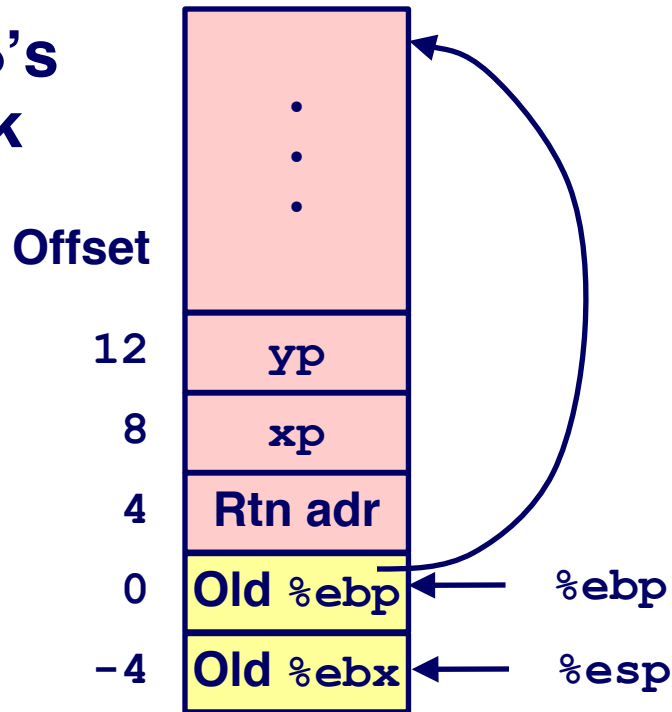 's
k
.
.
.
Offset
12 yp
8 xp
4 Rtn adr
0 Old %ebp %ebp
-4 Old %ebx %esp